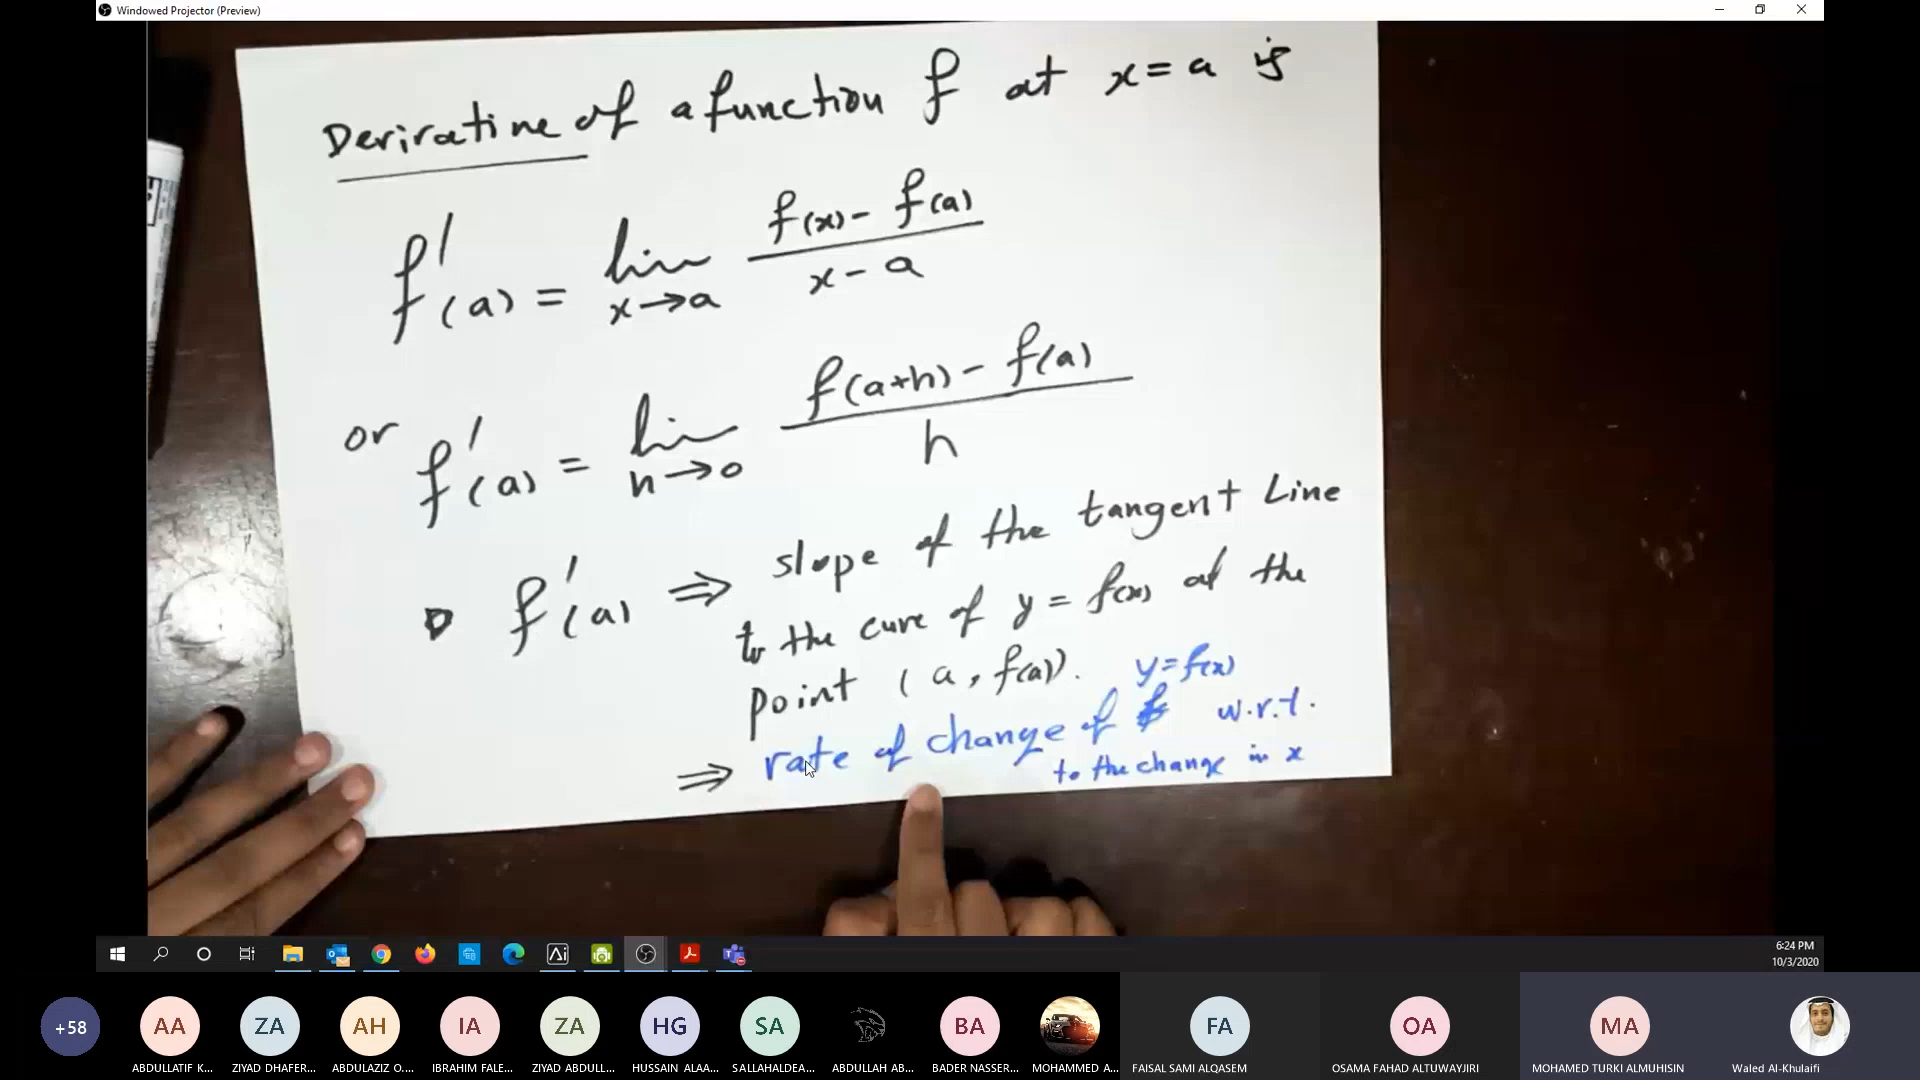 Windowed Projector (Preview)
Derivative of a function f at x = a is
f'(a) = lim x→a f(x) - f(a) / x - a
or f'(a) = lim h→0 f(a+h) - f(a) / h
f'(a) ⇒ slope of the tangent Line
to the curve of y = f(x) at the
point (a, f(a)).
y = f(x)
⇒ rate of change of w.r.t.
to the change in x
6:24 PM
10/3/2020
+58
AA
ZA
AH
IA
ZA
HG
SA
BA
FA
OA
MA
ABDULLATIF K...
ZIYAD DHAFER...
ABDULAZIZ O....
IBRAHIM FALE...
ZIYAD ABDULL...
HUSSAIN ALAA...
SALLAHALDEA...
ABDULLAH AB...
BADER NASSER...
MOHAMMED A...
FAISAL SAMI ALQASEM
OSAMA FAHAD ALTUWAYJIRI
MOHAMED TURKI ALMUHISIN
Waled Al-Khulaifi